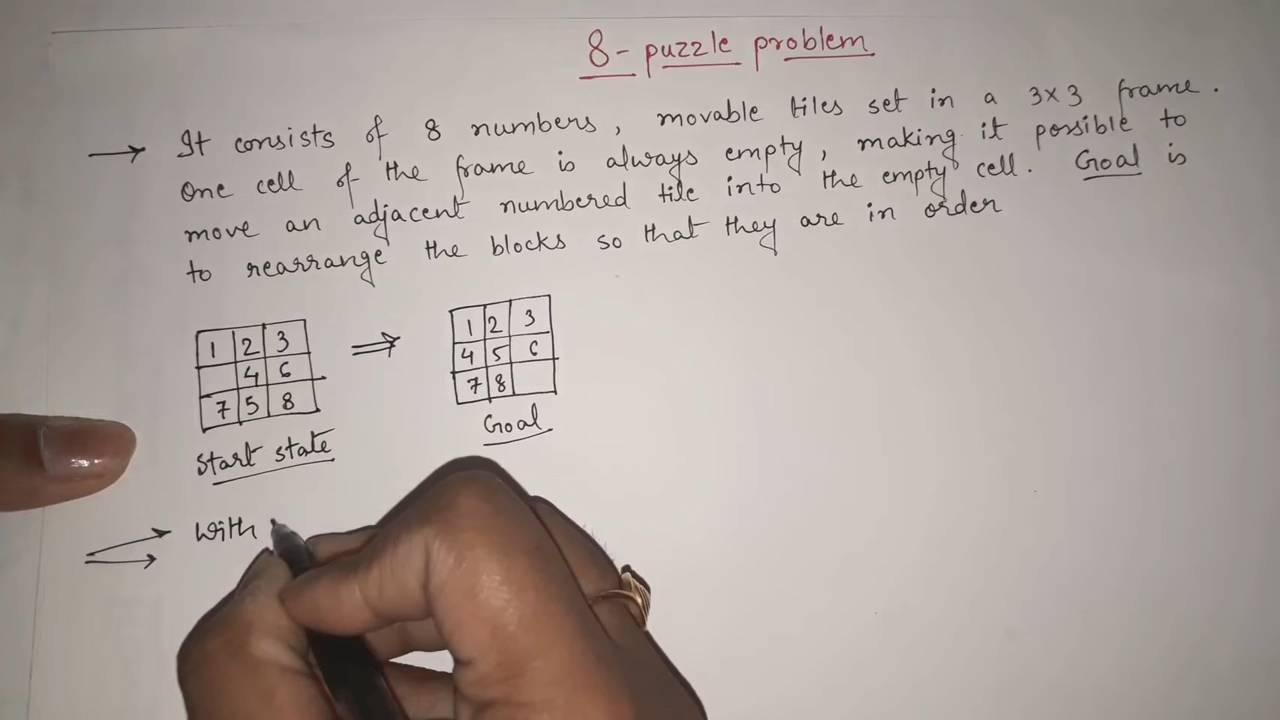 8-puzzle problem
→ It consists of 8 numbers, movable tiles set in a 3×3 frame.
One cell of the frame is always empty, making it possible to
move an adjacent numbered tile into the empty cell. Goal is
to rearrange the blocks so that they are in order
1 2 3
4 6
7 5 8
Start state
⇒
1 2 3
4 5 6
7 8
Goal
With